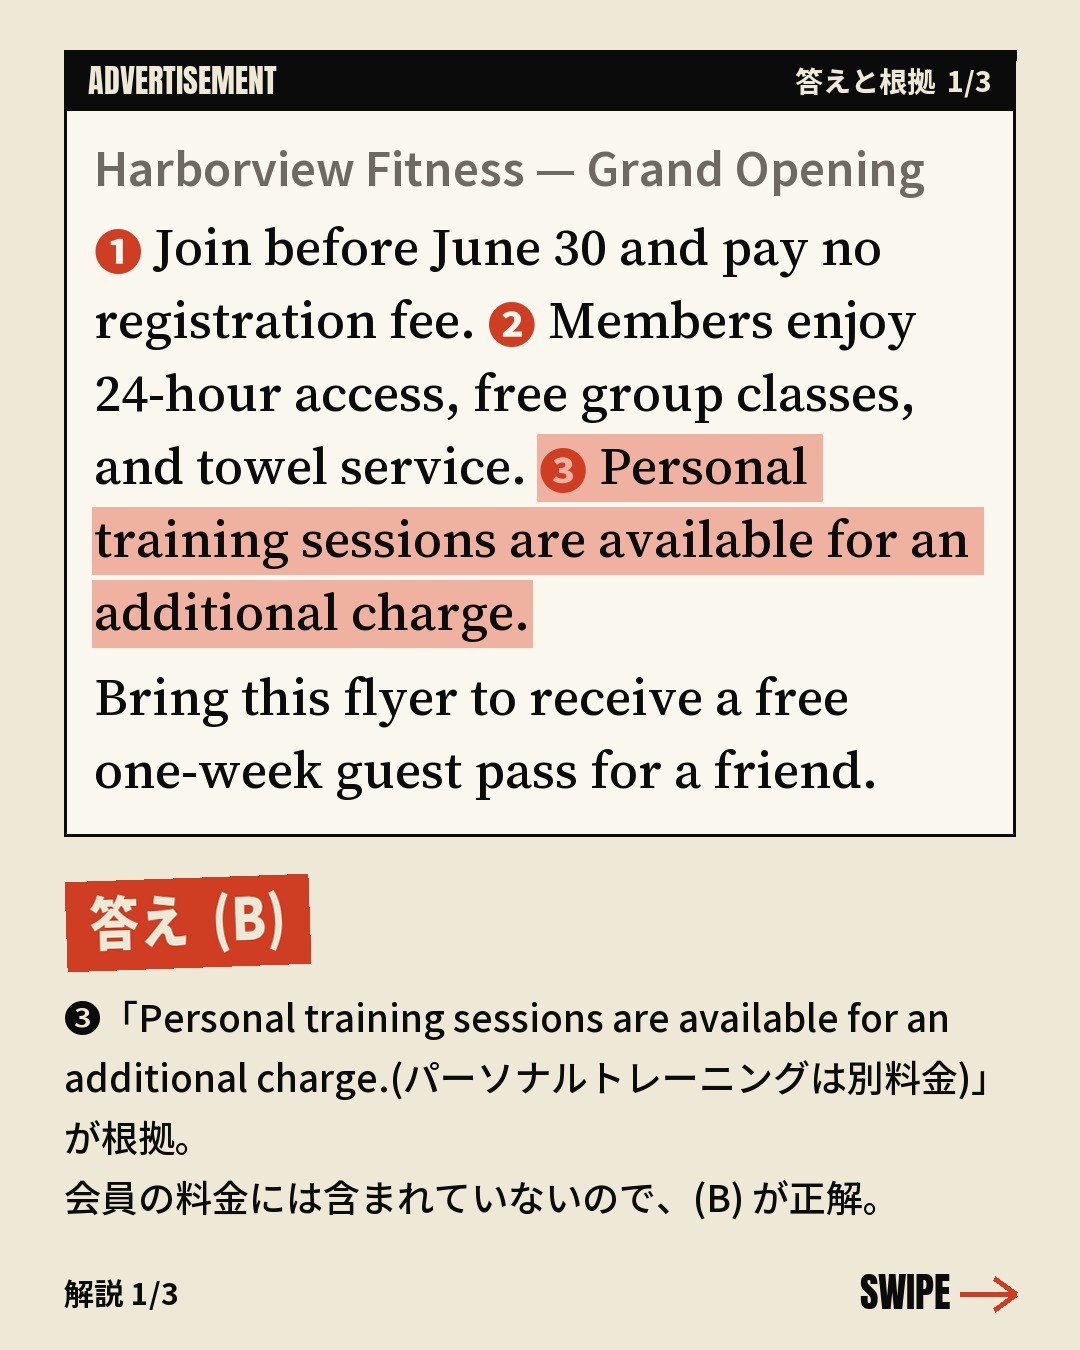 ADVERTISEMENT
答えと根拠 1/3
Harborview Fitness — Grand Opening
❶ Join before June 30 and pay no
registration fee. ❷ Members enjoy
24-hour access, free group classes,
and towel service. ❸ Personal
training sessions are available for an
additional charge.
Bring this flyer to receive a free
one-week guest pass for a friend.
答え (B)
❸「Personal training sessions are available for an
additional charge.(パーソナルトレーニングは別料金)」
が根拠。
会員の料金には含まれていないので、(B) が正解。
解説 1/3
SWIPE →